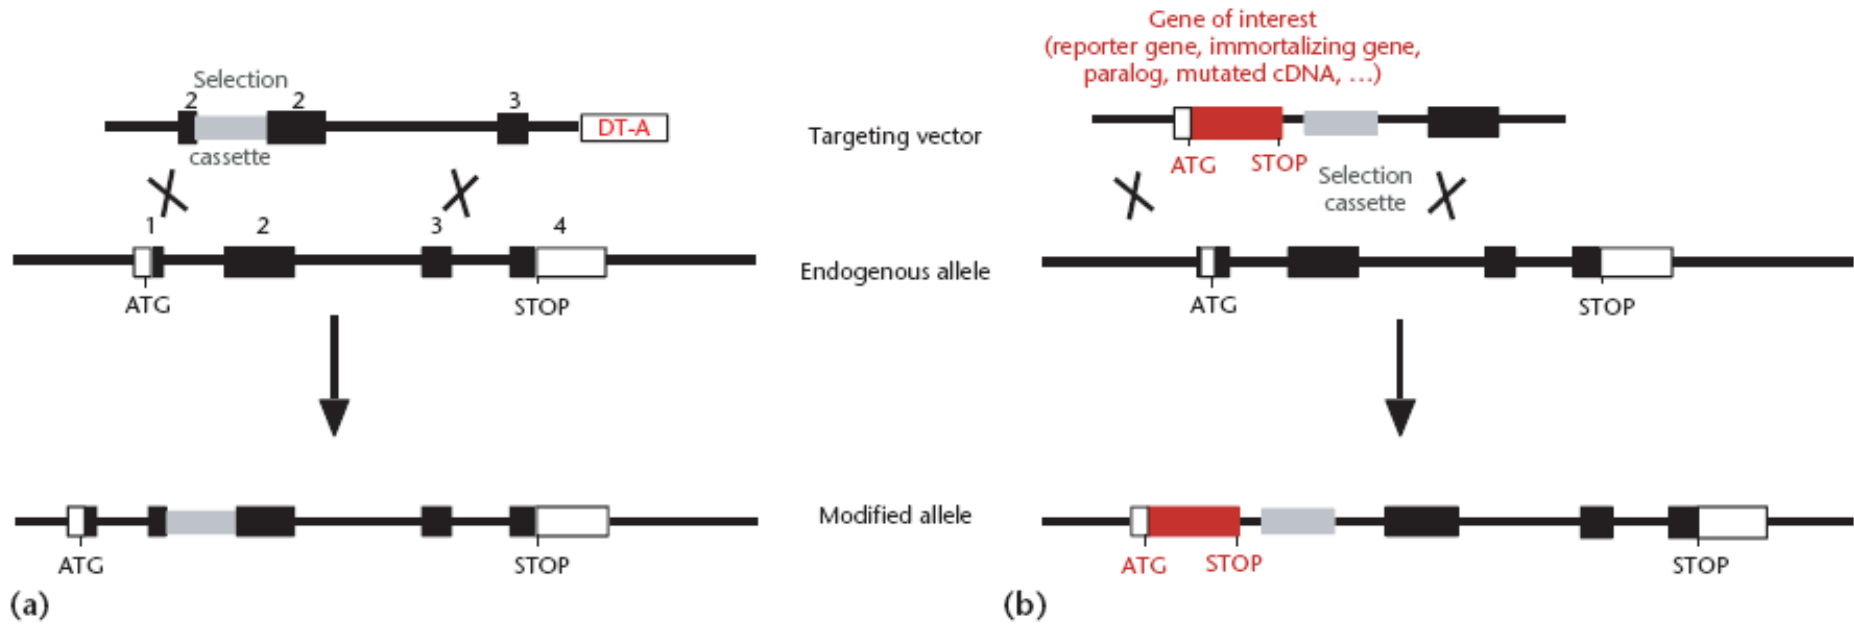 Gene of interest
(reporter gene, immortalizing gene,
paralog, mutated cDNA, …)
Selection
2 2 3
DT-A
cassette
Targeting vector
ATG STOP
Selection
cassette
1 2 3 4
Endogenous allele
ATG STOP
ATG STOP
Modified allele
ATG STOP
ATG STOP STOP
(a)
(b)